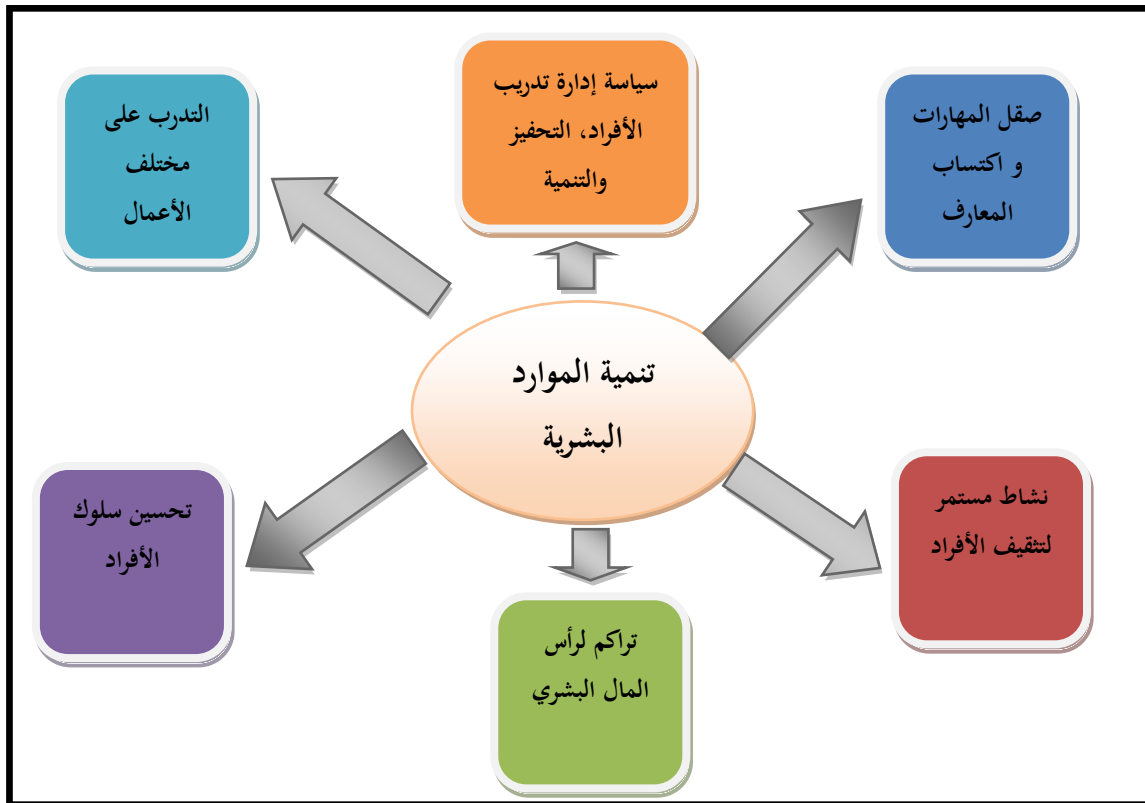 صقل المهارات
و اكتساب
المعارف
سياسة إدارة تدريب
الأفراد، التحفيز
والتنمية
التدرب على
مختلف
الأعمال
تنمية الموارد
البشرية
نشاط مستمر
لتثقيف الأفراد
تراكم لرأس
المال البشري
تحسين سلوك
الأفراد